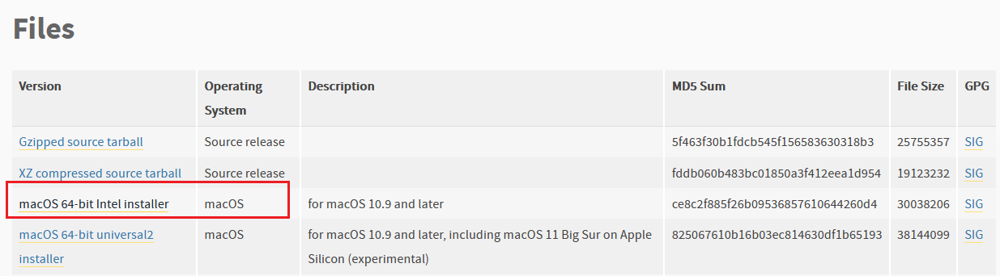 Files
Version Operating System Description MD5 Sum File Size GPG
Gzipped source tarball Source release 5f463f30b1fdcb545f156583630318b3 25755357 SIG
XZ compressed source tarball Source release fddb060b483bc01850a3f412eea1d954 19123232 SIG
macOS 64-bit Intel installer macOS for macOS 10.9 and later ce8c2f885f26b09536857610644260d4 30038206 SIG
macOS 64-bit universal2 installer macOS for macOS 10.9 and later, including macOS 11 Big Sur on Apple Silicon (experimental) 825067610b16b03ec814630df1b65193 38144099 SIG